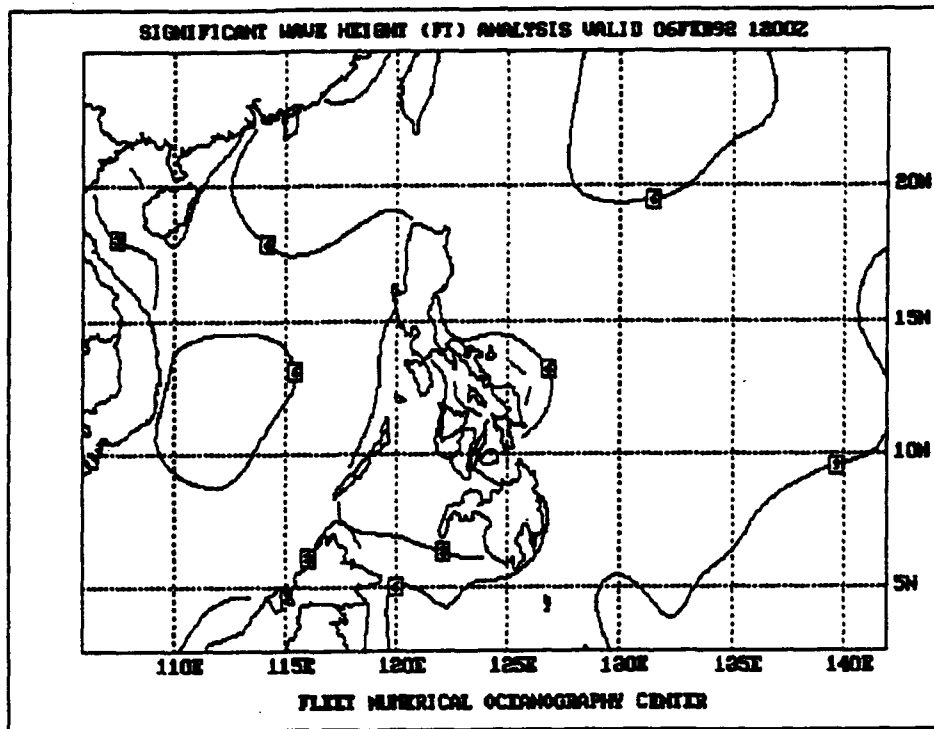 SIGNIFICANT WAVE HEIGHT (FT) ANALYSIS VALID 06FEB92 1200Z
20N
15N
10N
5N
110E 115E 120E 125E 130E 135E 140E
FLEET NUMERICAL OCEANOGRAPHY CENTER